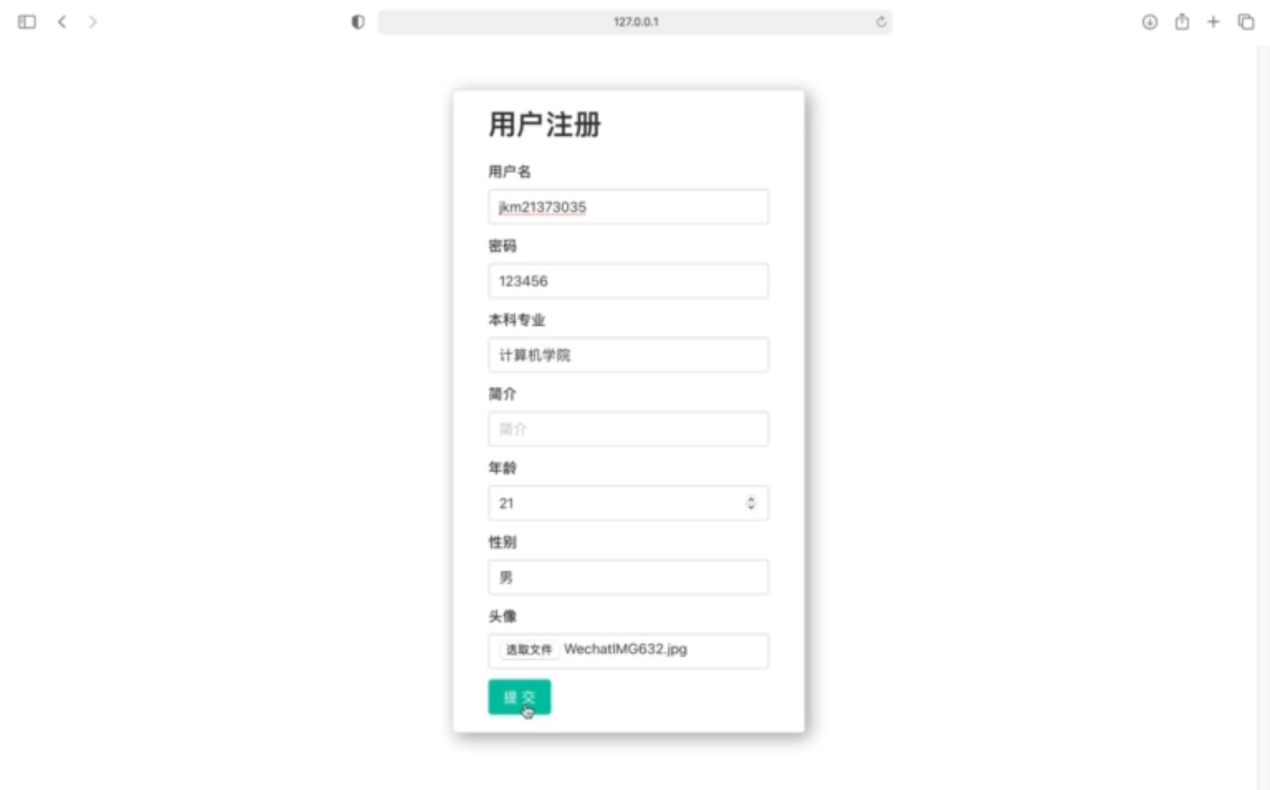 127.0.0.1
用户注册
用户名
jkm21373035
密码
123456
本科专业
计算机学院
简介
简介
年龄
21
性别
男
头像
选取文件 WechatIMG632.jpg
提交